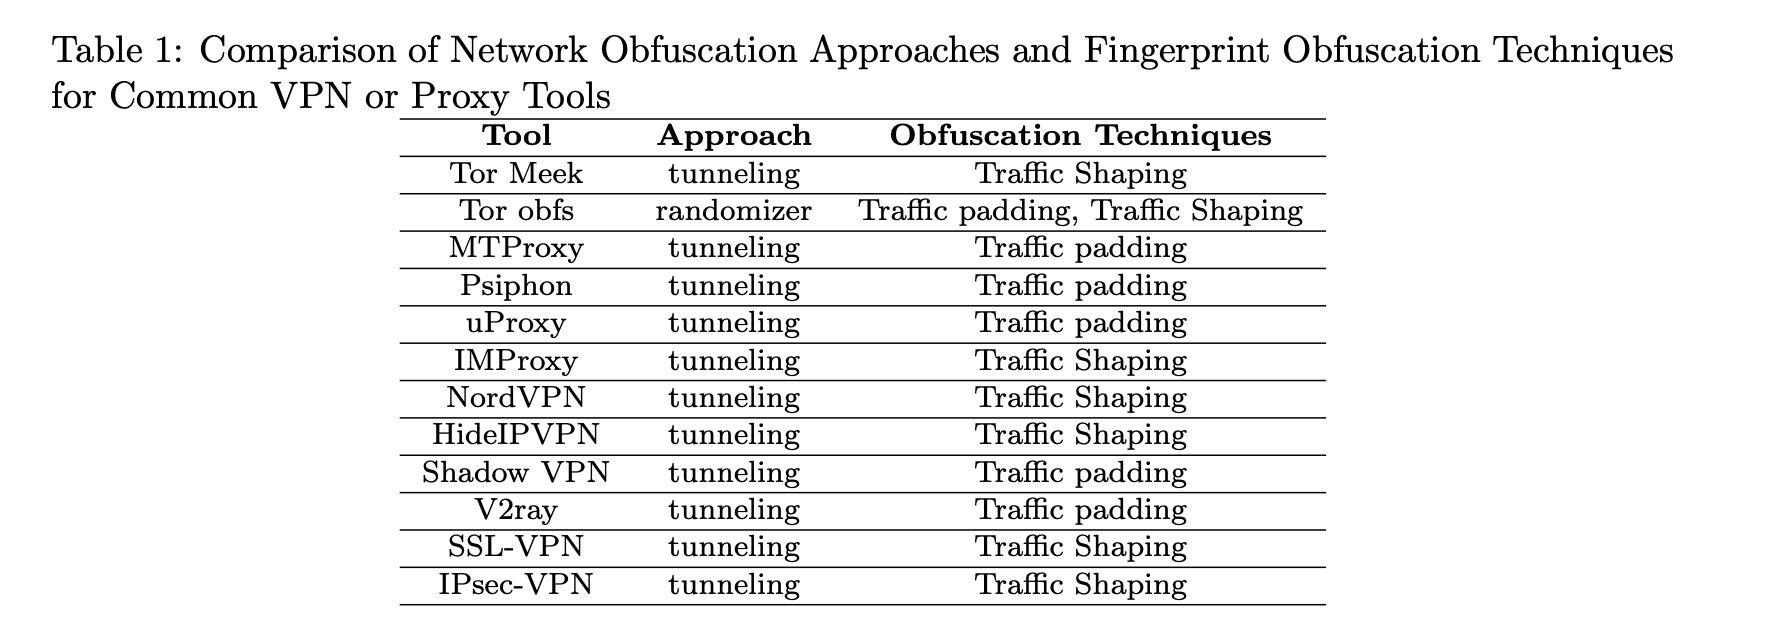 Table 1: Comparison of Network Obfuscation Approaches and Fingerprint Obfuscation Techniques
for Common VPN or Proxy Tools
Tool Approach Obfuscation Techniques
Tor Meek tunneling Traffic Shaping
Tor obfs randomizer Traffic padding, Traffic Shaping
MTProxy tunneling Traffic padding
Psiphon tunneling Traffic padding
uProxy tunneling Traffic padding
IMProxy tunneling Traffic Shaping
NordVPN tunneling Traffic Shaping
HideIPVPN tunneling Traffic Shaping
Shadow VPN tunneling Traffic padding
V2ray tunneling Traffic padding
SSL-VPN tunneling Traffic Shaping
IPsec-VPN tunneling Traffic Shaping